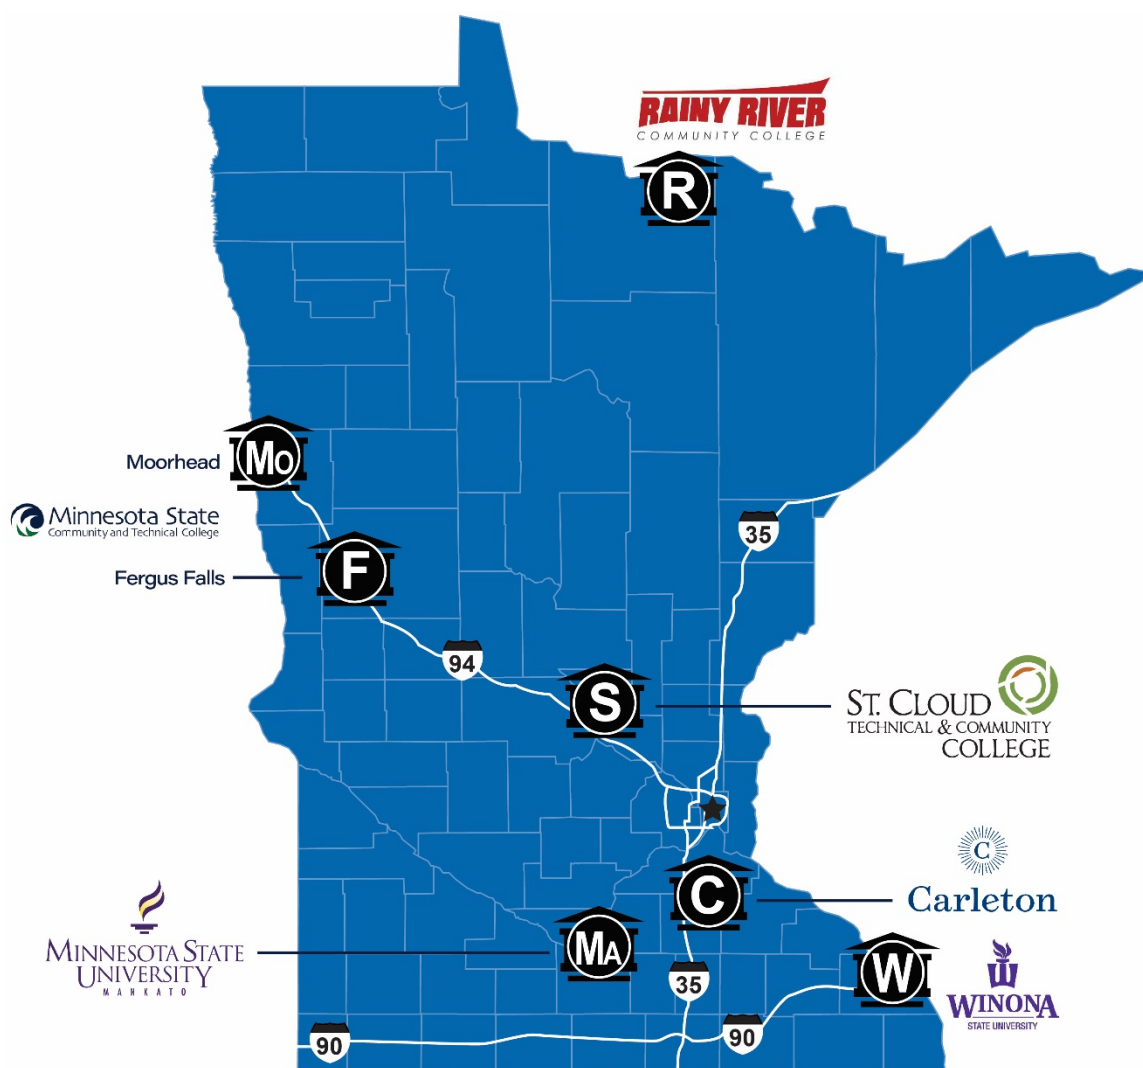 RAINY RIVER
COMMUNITY COLLEGE
R
Moorhead
MO
Minnesota State
Community and Technical College
Fergus Falls
F
35
94
S
ST. CLOUD
TECHNICAL & COMMUNITY
COLLEGE
C
C
Carleton
MINNESOTA STATE
UNIVERSITY
MANKATO
MA
W
WINONA
STATE UNIVERSITY
35
90
90